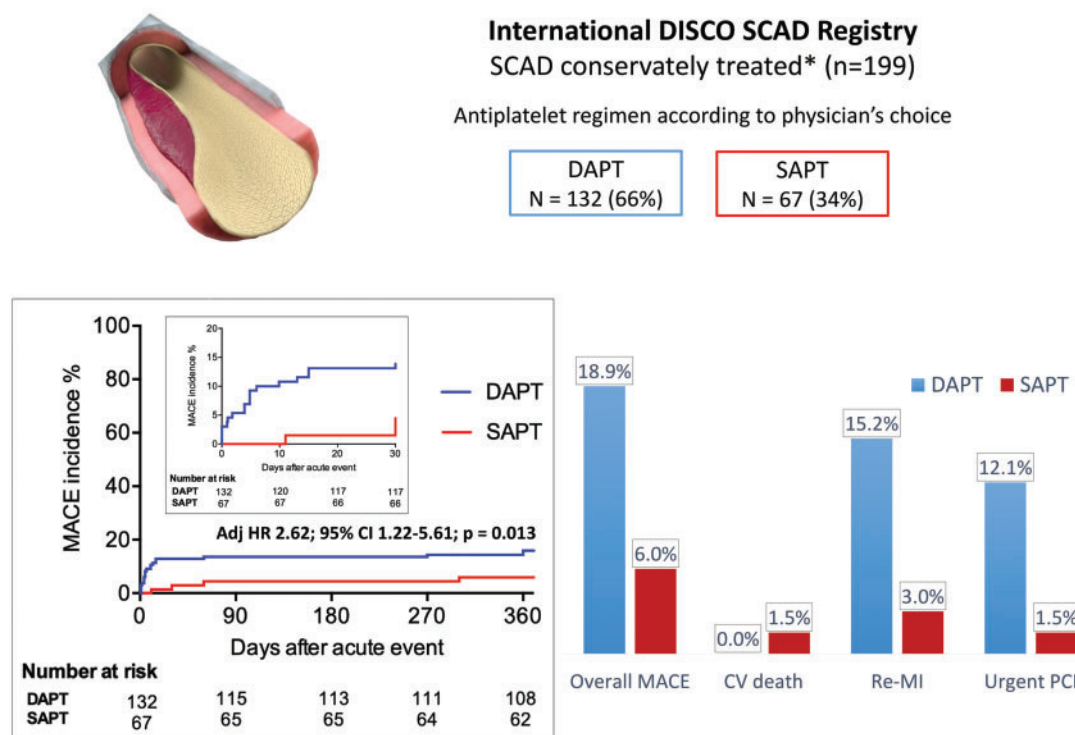 International DISCO SCAD Registry
SCAD conservately treated* (n=199)
Antiplatelet regimen according to physician's choice
DAPT
N = 132 (66%)
SAPT
N = 67 (34%)
MACE incidence %
100
80
60
40
20
0
0 90 180 270 360
Days after acute event
DAPT
SAPT
MACE incidence %
20
15
10
5
0
0 10 20 30
Days after acute event
Number at risk
DAPT 132 120 117 117
SAPT 67 67 66 66
Adj HR 2.62; 95% CI 1.22-5.61; p = 0.013
Number at risk
DAPT 132 115 113 111 108
SAPT 67 65 65 64 62
DAPT SAPT
18.9%
6.0%
0.0%
1.5%
15.2%
3.0%
12.1%
1.5%
Overall MACE CV death Re-MI Urgent PCI